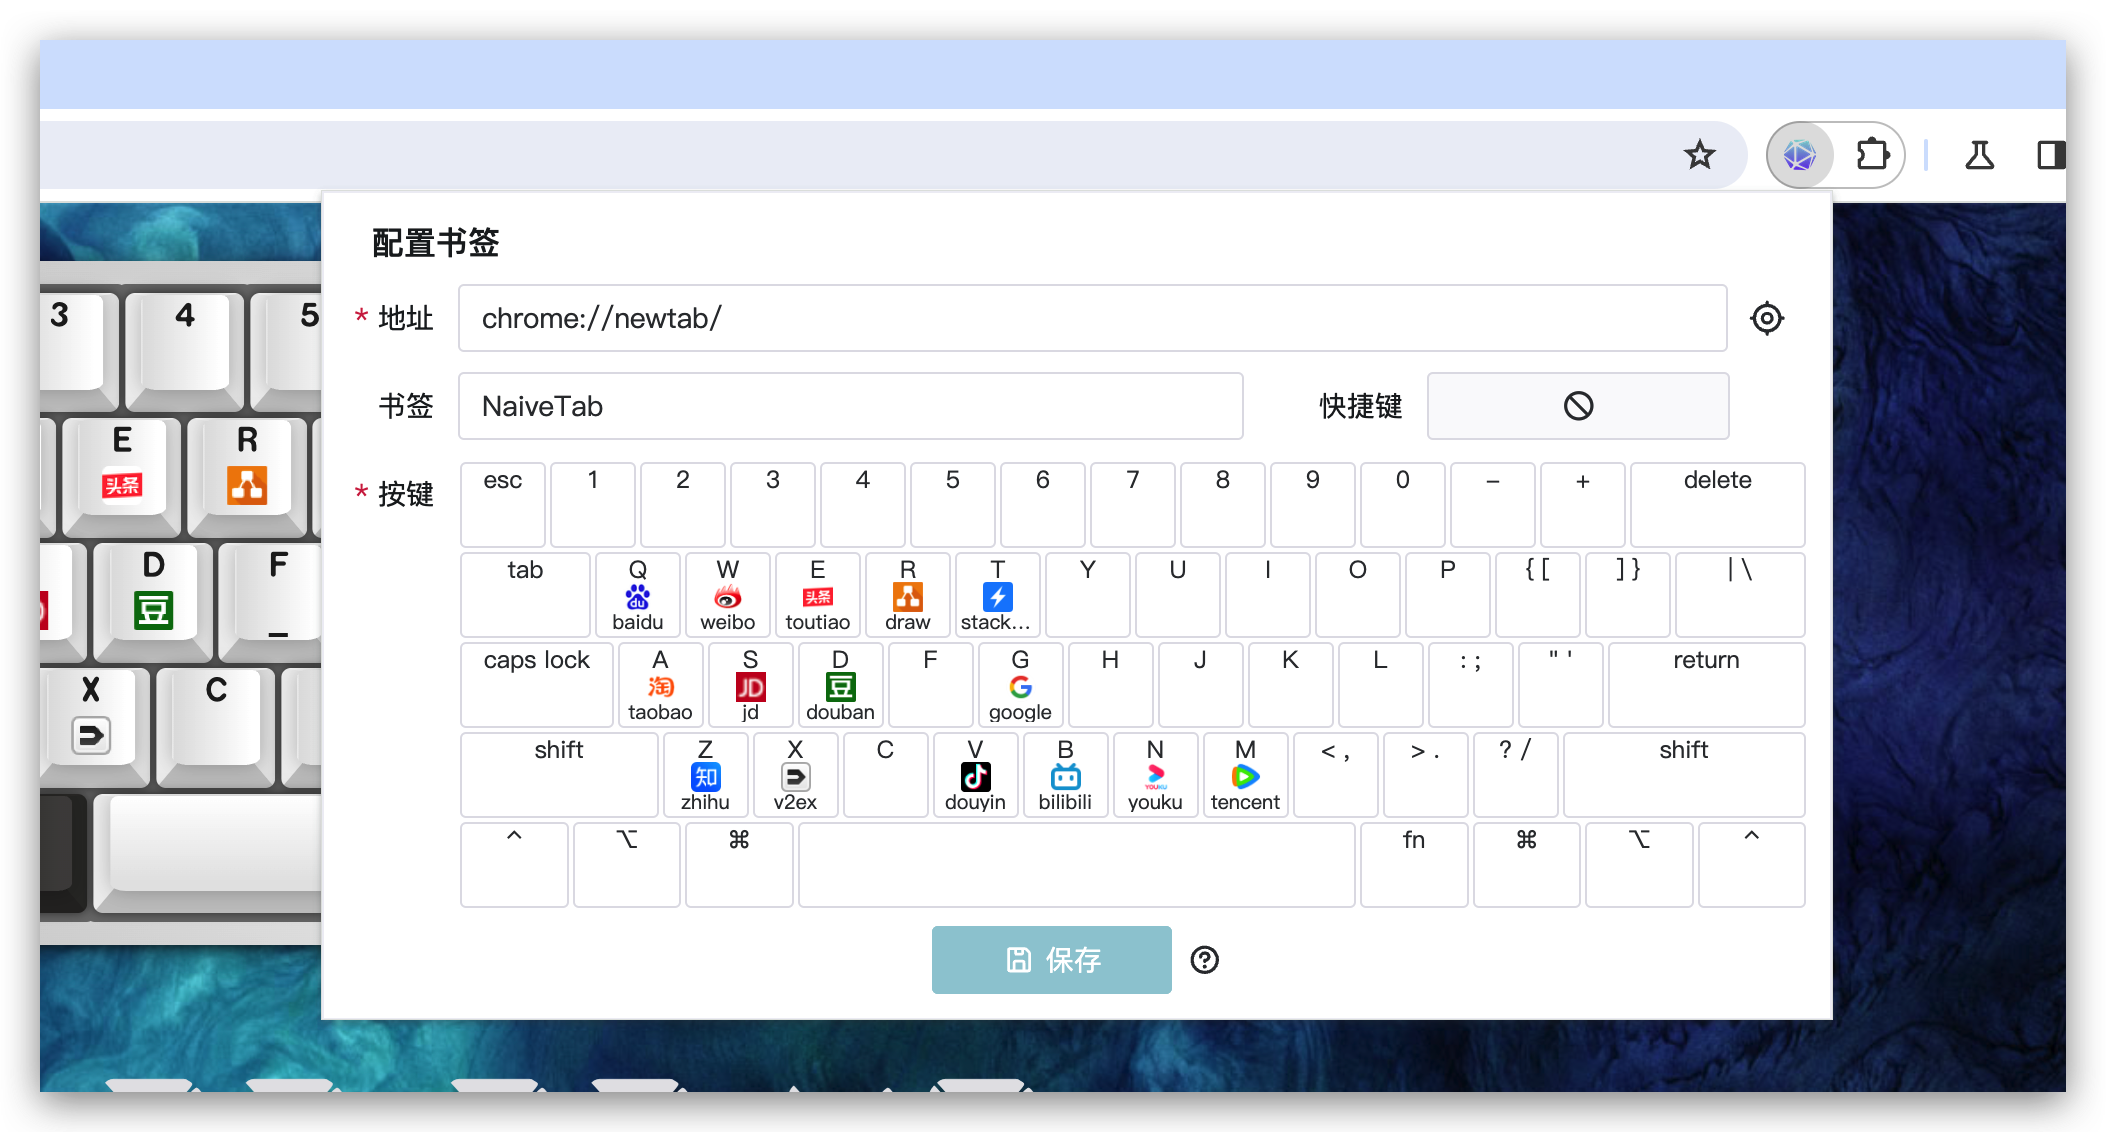 配置书签
* 地址 chrome://newtab/
书签 NaiveTab 快捷键
* 按键
esc 1 2 3 4 5 6 7 8 9 0 – + delete
tab Q W E R T Y U I O P { [ ] } | \
头条
baidu weibo toutiao draw stack...
caps lock A S D F G H J K L : ; " ' return
淘 JD 豆
taobao jd douban google
shift Z X C V B N M < , > . ? / shift
知
zhihu v2ex douyin bilibili youku tencent
^ ⌥ ⌘ fn ⌘ ⌥ ^
保存
3 4 5
E R
头条
D F
豆
X C